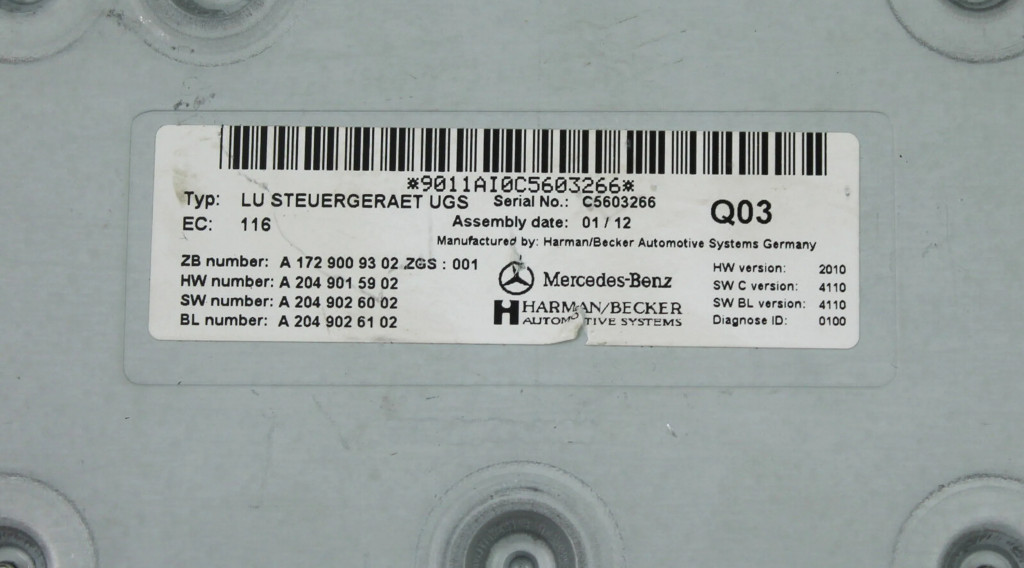 *9011AI0C5603266*
Typ: LU STEUERGERAET UGS Serial No.: C5603266
EC: 116 Assembly date: 01 / 12 Q03
Manufactured by: Harman/Becker Automotive Systems Germany
ZB number: A 172 900 93 02 ZGS : 001
HW number: A 204 901 59 02
SW number: A 204 902 60 02
BL number: A 204 902 61 02
Mercedes-Benz
HARMAN/BECKER
AUTOMOTIVE SYSTEMS
HW version: 2010
SW C version: 4110
SW BL version: 4110
Diagnose ID: 0100